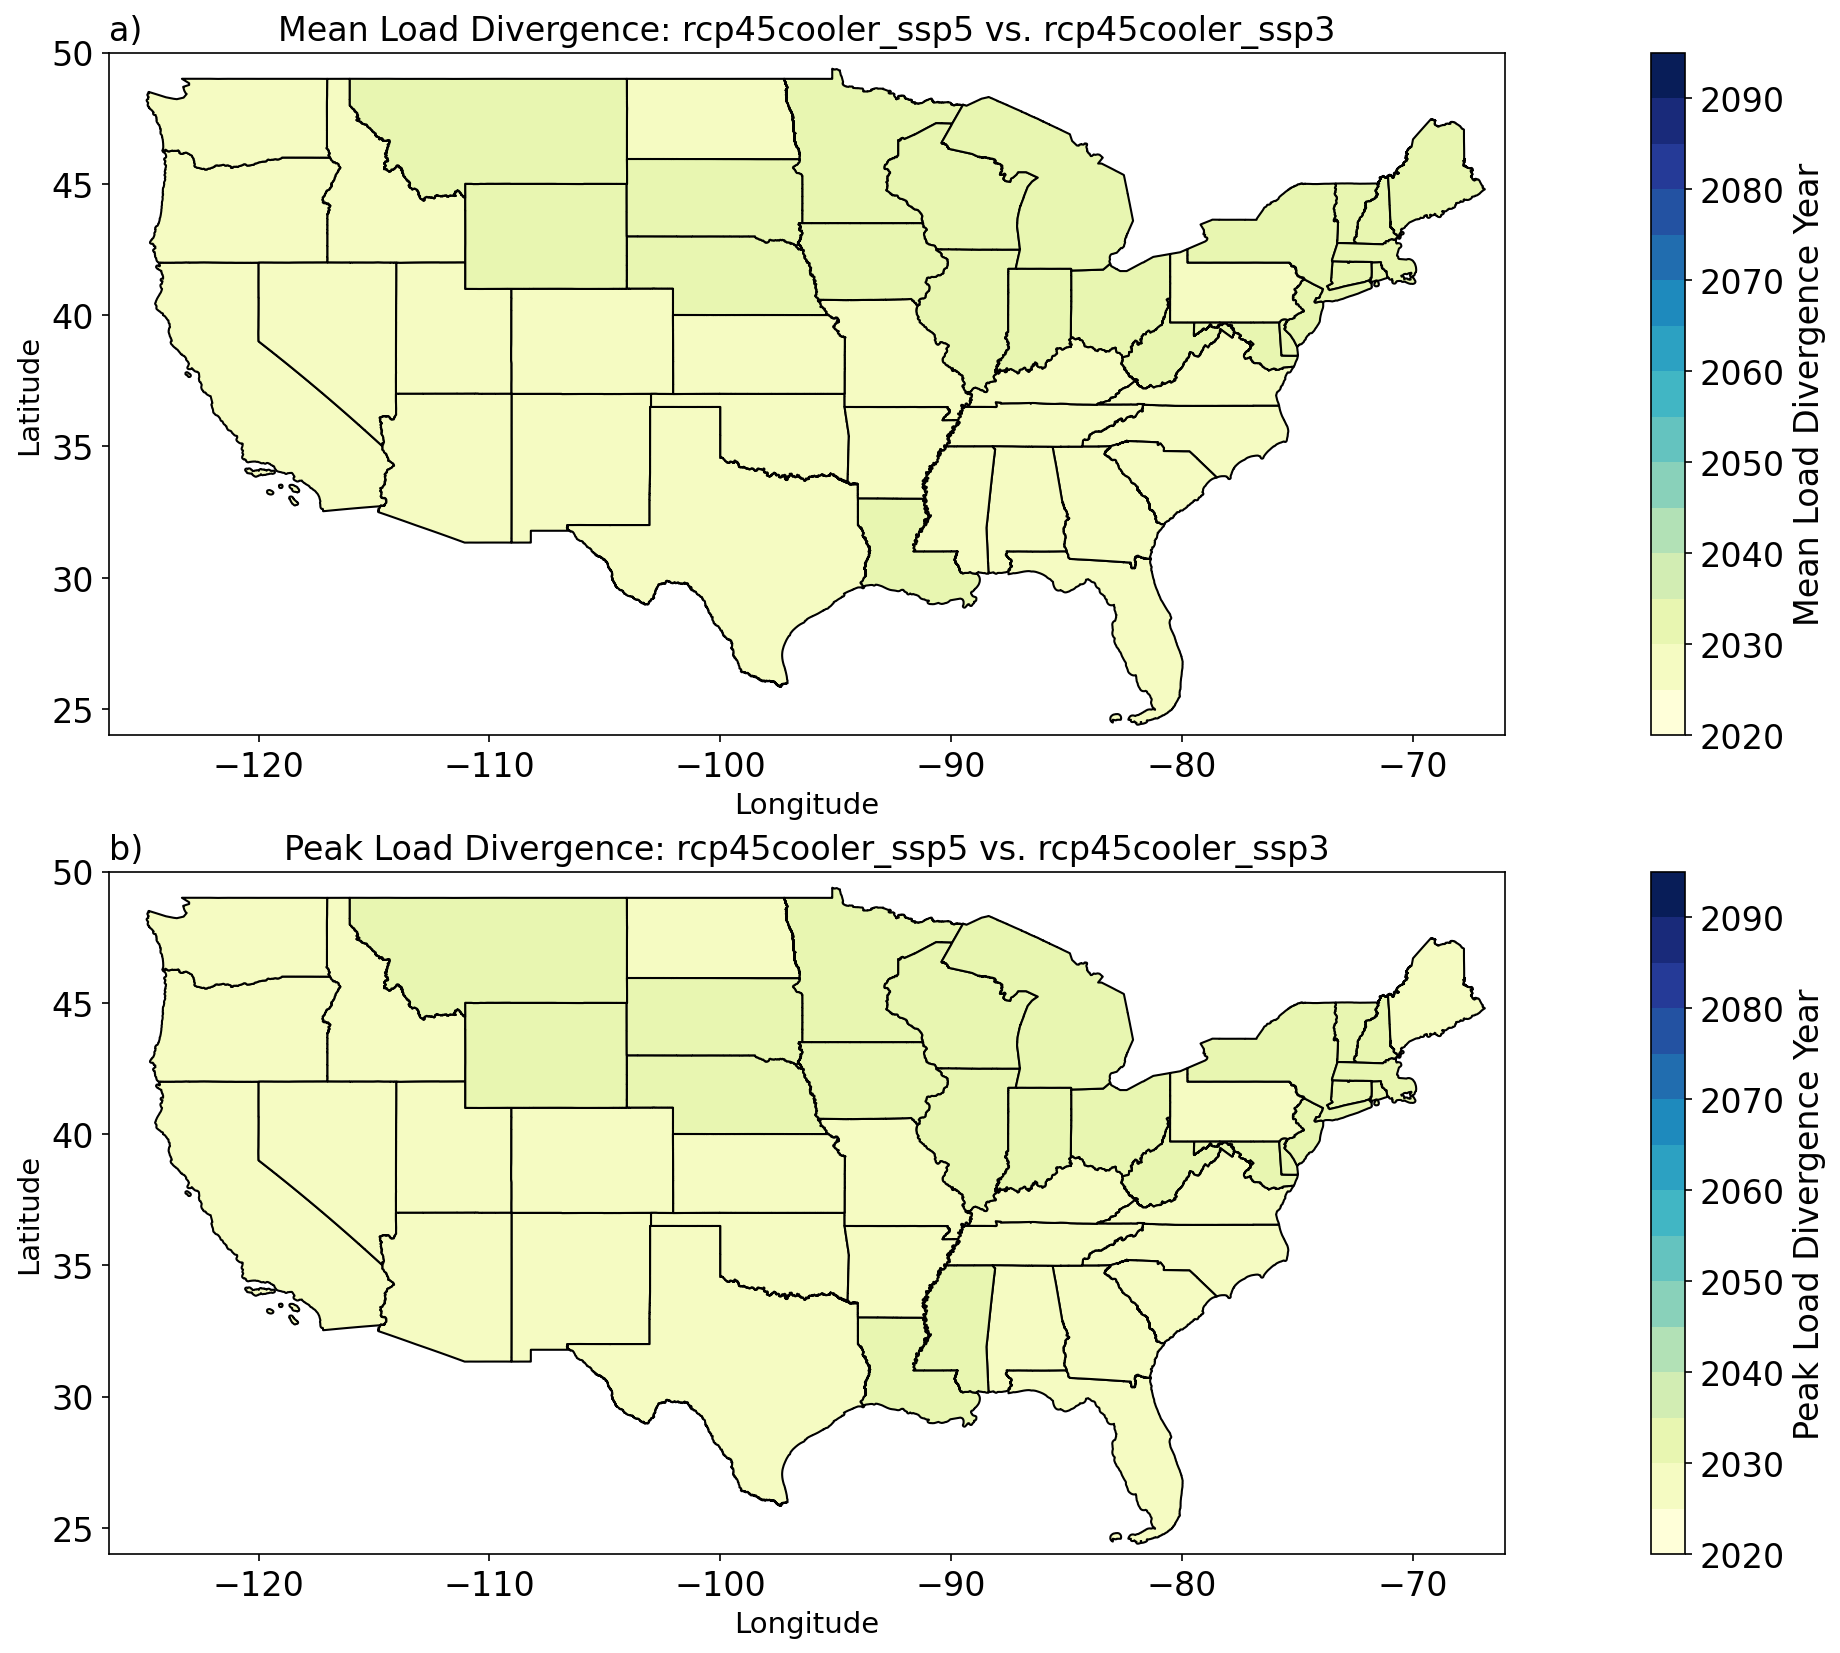 a) Mean Load Divergence: rcp45cooler_ssp5 vs. rcp45cooler_ssp3
50
45
40
35
30
25
Latitude
−120 −110 −100 −90 −80 −70
Longitude
2090
2080
2070
2060
2050
2040
2030
2020
Mean Load Divergence Year
b) Peak Load Divergence: rcp45cooler_ssp5 vs. rcp45cooler_ssp3
50
45
40
35
30
25
Latitude
−120 −110 −100 −90 −80 −70
Longitude
2090
2080
2070
2060
2050
2040
2030
2020
Peak Load Divergence Year